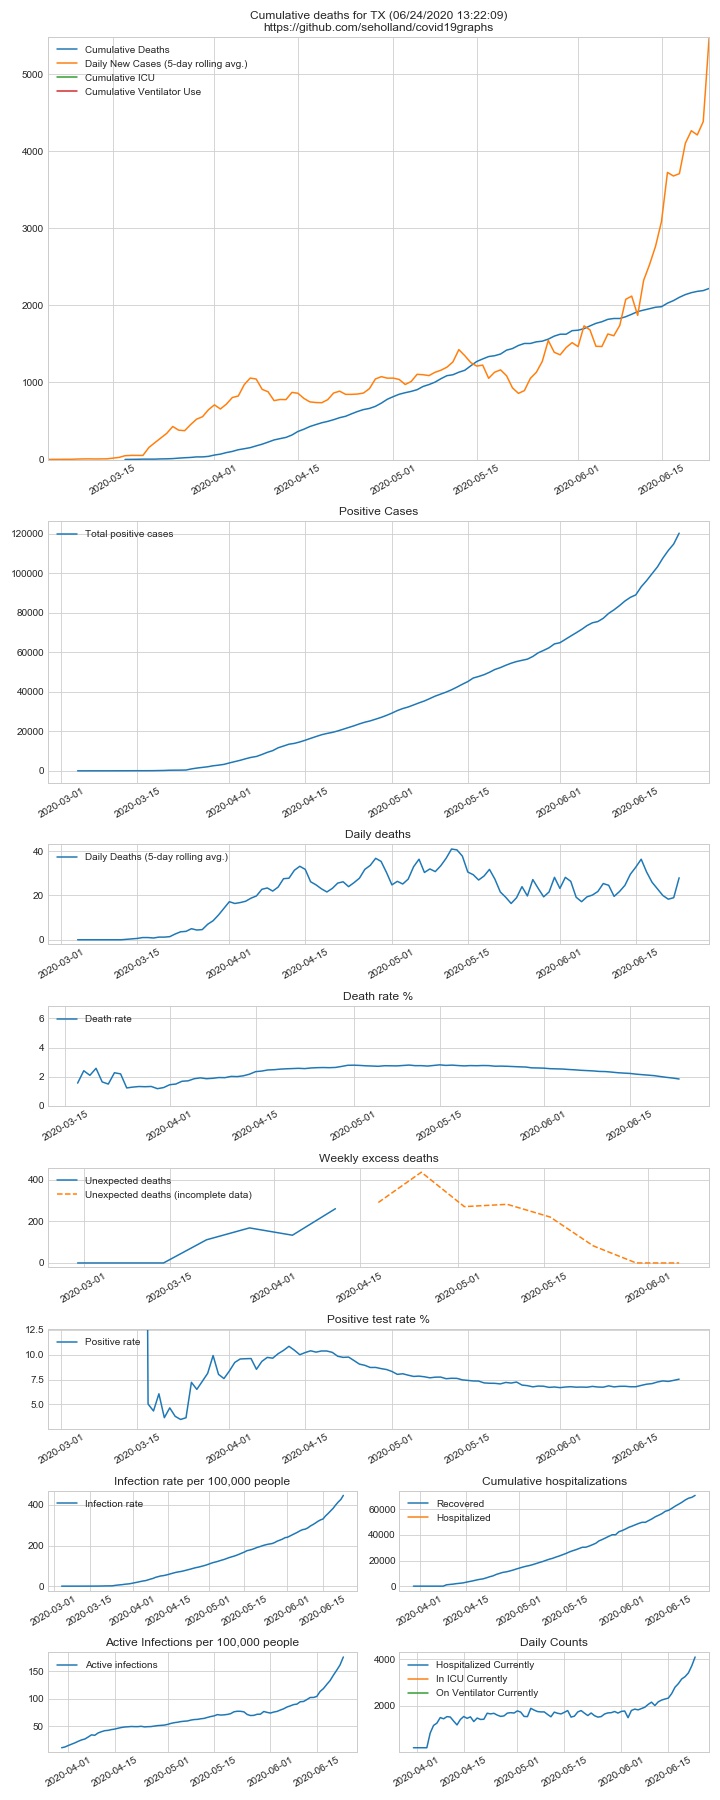 Cumulative deaths for TX (06/24/2020 13:22:09)
https://github.com/seholland/covid19graphs
Cumulative Deaths
Daily New Cases (5-day rolling avg.)
Cumulative ICU
Cumulative Ventilator Use
5000
4000
3000
2000
1000
0
2020-03-15 2020-04-01 2020-04-15 2020-05-01 2020-05-15 2020-06-01 2020-06-15
Positive Cases
Total positive cases
120000
100000
80000
60000
40000
20000
0
2020-03-01 2020-03-15 2020-04-01 2020-04-15 2020-05-01 2020-05-15 2020-06-01 2020-06-15
Daily deaths
Daily Deaths (5-day rolling avg.)
40
20
0
2020-03-01 2020-03-15 2020-04-01 2020-04-15 2020-05-01 2020-05-15 2020-06-01 2020-06-15
Death rate %
Death rate
6
4
2
0
2020-03-15 2020-04-01 2020-04-15 2020-05-01 2020-05-15 2020-06-01 2020-06-15
Weekly excess deaths
Unexpected deaths
Unexpected deaths (incomplete data)
400
200
0
2020-03-01 2020-03-15 2020-04-01 2020-04-15 2020-05-01 2020-05-15 2020-06-01
Positive test rate %
Positive rate
12.5
10.0
7.5
5.0
2020-03-01 2020-03-15 2020-04-01 2020-04-15 2020-05-01 2020-05-15 2020-06-01 2020-06-15
Infection rate per 100,000 people
Infection rate
400
200
0
2020-03-01 2020-03-15 2020-04-01 2020-04-15 2020-05-01 2020-05-15 2020-06-01 2020-06-15
Cumulative hospitalizations
Recovered
Hospitalized
60000
40000
20000
0
2020-04-01 2020-04-15 2020-05-01 2020-05-15 2020-06-01 2020-06-15
Active Infections per 100,000 people
Active infections
150
100
50
2020-04-01 2020-04-15 2020-05-01 2020-05-15 2020-06-01 2020-06-15
Daily Counts
Hospitalized Currently
In ICU Currently
On Ventilator Currently
4000
2000
2020-04-01 2020-04-15 2020-05-01 2020-05-15 2020-06-01 2020-06-15